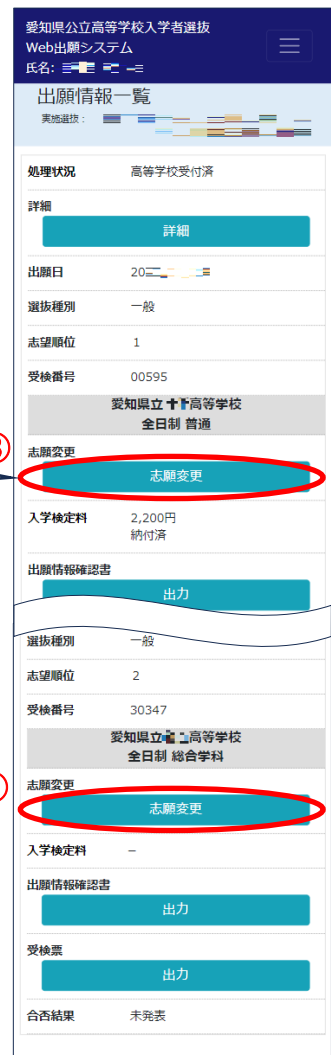 愛知県公立高等学校入学者選抜
Web出願システム
氏名:
出願情報一覧
実施選抜：
処理状況 高等学校受付済
詳細
詳細
出願日 20
選抜種別 一般
志望順位 1
受検番号 00595
愛知県立 高等学校
全日制 普通
志願変更
志願変更
入学検定料 2,200円
納付済
出願情報確認書
出力
選抜種別 一般
志望順位 2
受検番号 30347
愛知県立 高等学校
全日制 総合学科
志願変更
志願変更
入学検定料 －
出願情報確認書
出力
受検票
出力
合否結果 未発表